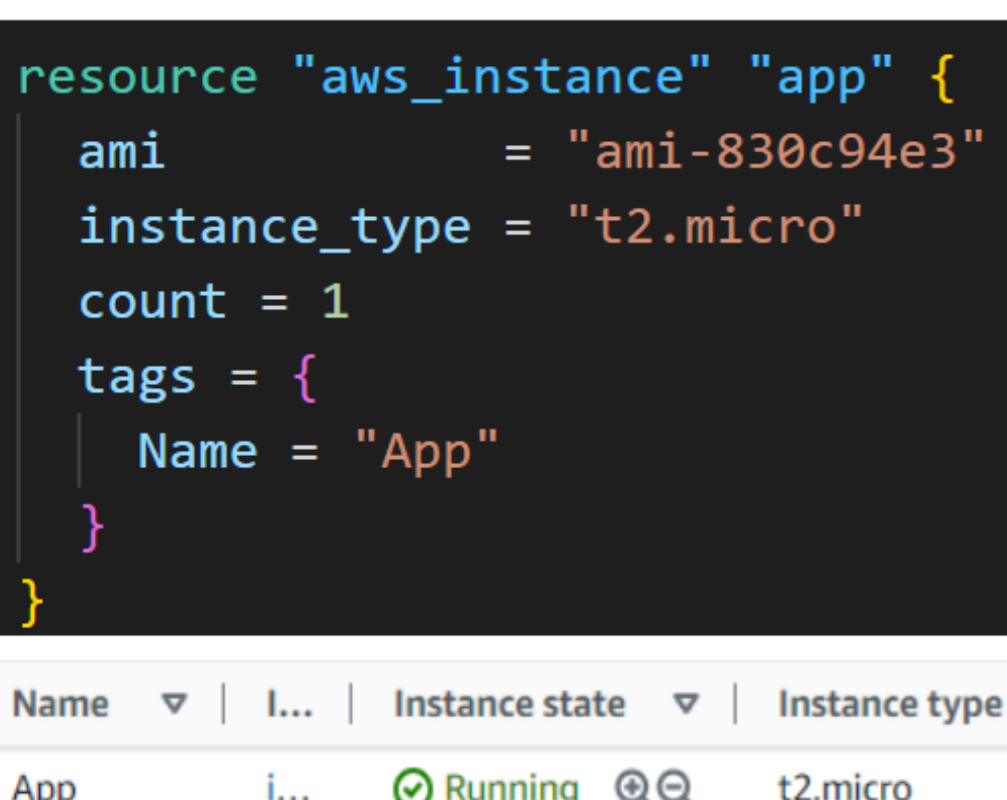 resource "aws_instance" "app" {
ami = "ami-830c94e3"
instance_type = "t2.micro"
count = 1
tags = {
Name = "App"
}
}
Name I... Instance state Instance type
App i... Running t2.micro